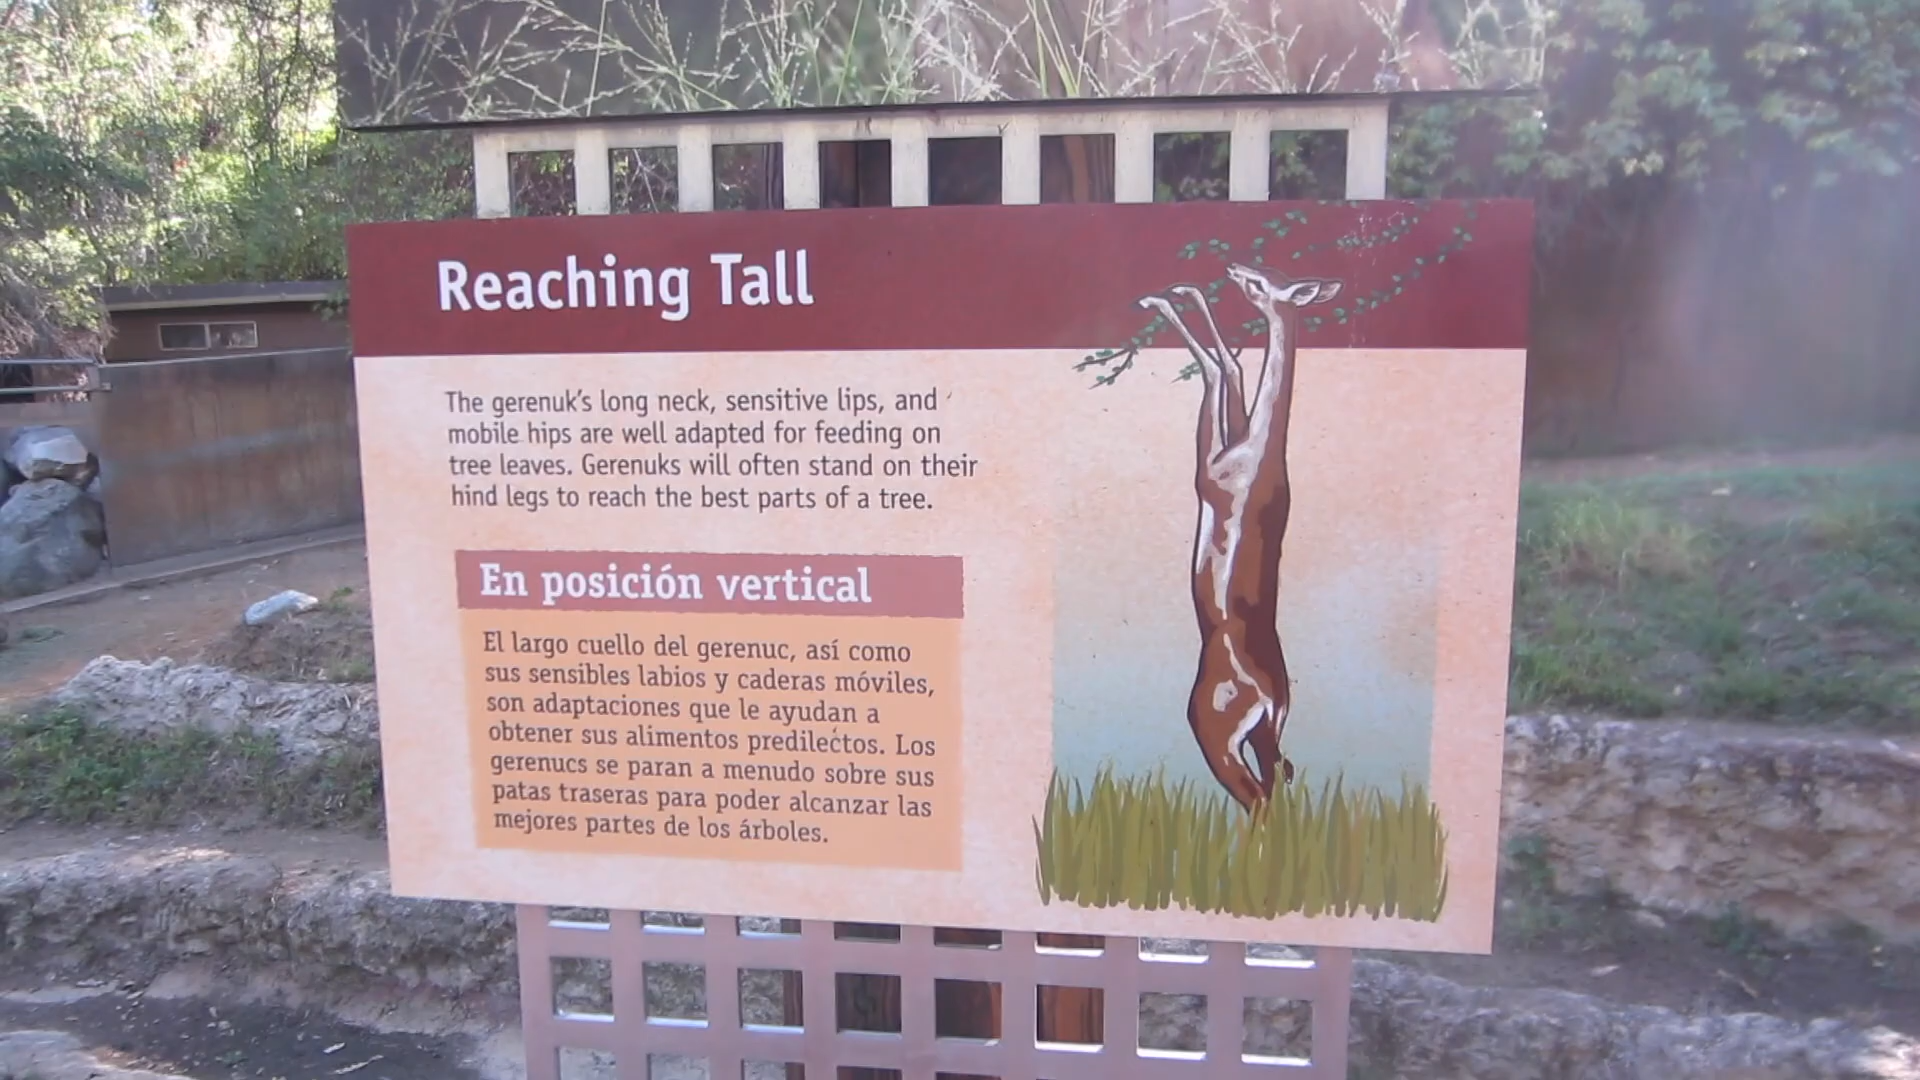 Reaching Tall
The gerenuk's long neck, sensitive lips, and
mobile hips are well adapted for feeding on
tree leaves. Gerenuks will often stand on their
hind legs to reach the best parts of a tree.
En posición vertical
El largo cuello del gerenuc, así como
sus sensibles labios y caderas móviles,
son adaptaciones que le ayudan a
obtener sus alimentos predilectos. Los
gerenucs se paran a menudo sobre sus
patas traseras para poder alcanzar las
mejores partes de los árboles.